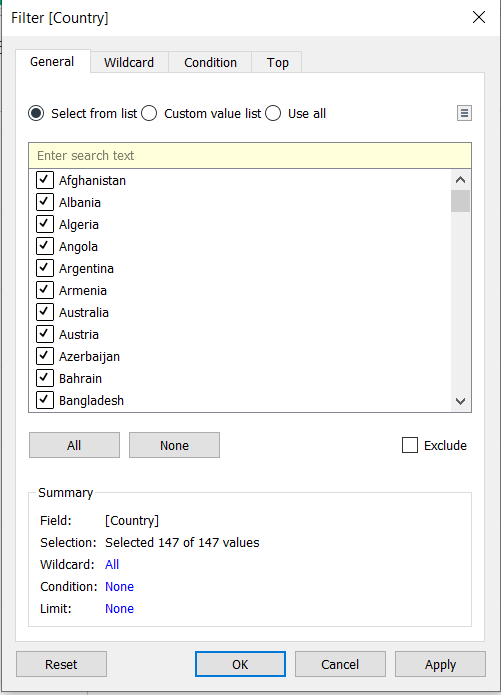 Filter [Country]
General Wildcard Condition Top
Select from list Custom value list Use all
Enter search text
Afghanistan
Albania
Algeria
Angola
Argentina
Armenia
Australia
Austria
Azerbaijan
Bahrain
Bangladesh
All None Exclude
Summary
Field: [Country]
Selection: Selected 147 of 147 values
Wildcard: All
Condition: None
Limit: None
Reset OK Cancel Apply